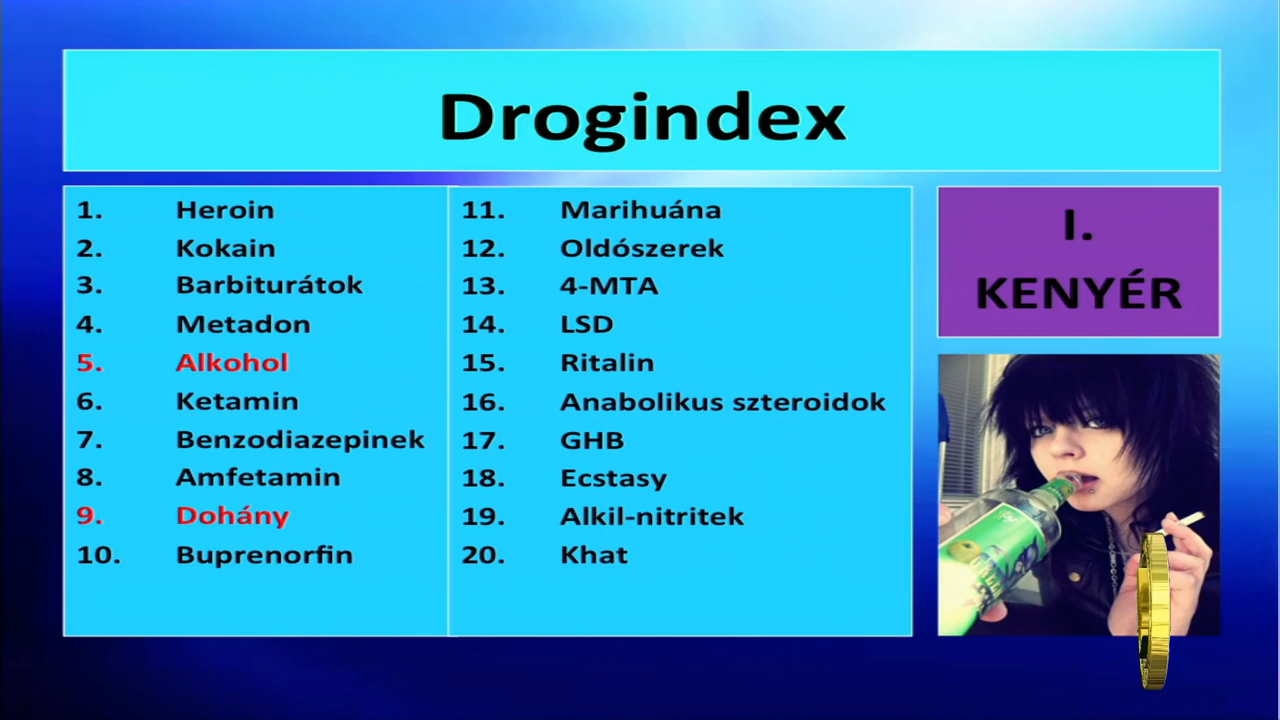 Drogindex
1. Heroin
2. Kokain
3. Barbiturátok
4. Metadon
5. Alkohol
6. Ketamin
7. Benzodiazepinek
8. Amfetamin
9. Dohány
10. Buprenorfin
11. Marihuána
12. Oldószerek
13. 4-MTA
14. LSD
15. Ritalin
16. Anabolikus szteroidok
17. GHB
18. Ecstasy
19. Alkil-nitritek
20. Khat
I.
KENYÉR